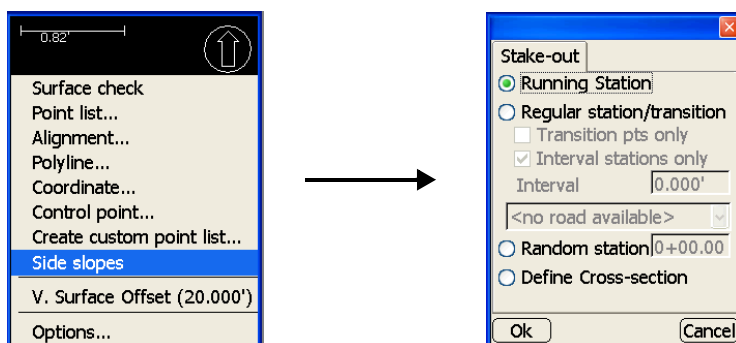 0.82'
Surface check
Point list...
Alignment...
Polyline...
Coordinate...
Control point...
Create custom point list...
Side slopes
V. Surface Offset (20.000')
Options...
Stake-out
Running Station
Regular station/transition
Transition pts only
Interval stations only
Interval 0.000'
<no road available>
Random station 0+00.00
Define Cross-section
Ok Cancel